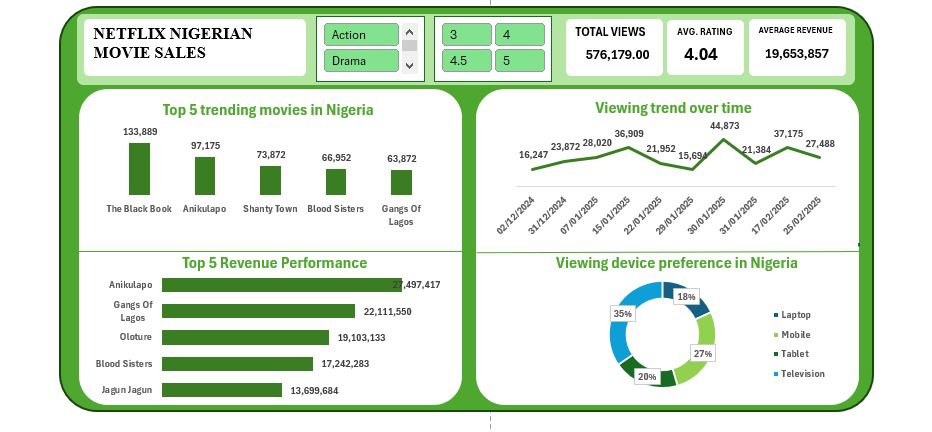 NETFLIX NIGERIAN
MOVIE SALES
Action
Drama
3
4
4.5
5
TOTAL VIEWS
576,179.00
AVG. RATING
4.04
AVERAGE REVENUE
19,653,857
Top 5 trending movies in Nigeria
133,889
97,175
73,872
66,952
63,872
The Black Book
Anikulapo
Shanty Town
Blood Sisters
Gangs Of
Lagos
Viewing trend over time
16,247
23,872
28,020
36,909
21,952
15,694
44,873
21,384
37,175
27,488
02/12/2024
31/12/2024
07/01/2025
15/01/2025
22/01/2025
29/01/2025
30/01/2025
31/01/2025
17/02/2025
25/02/2025
Top 5 Revenue Performance
Anikulapo
27,497,417
Gangs Of
Lagos
22,111,550
Oloture
19,103,133
Blood Sisters
17,242,283
Jagun Jagun
13,699,684
Viewing device preference in Nigeria
18%
35%
27%
20%
Laptop
Mobile
Tablet
Television